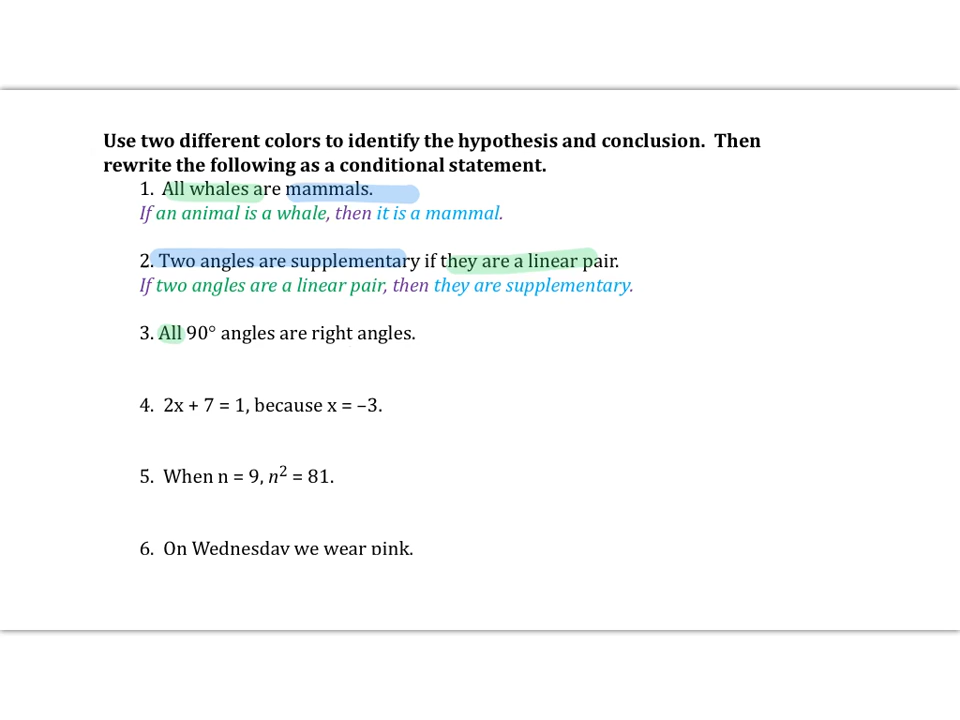 Use two different colors to identify the hypothesis and conclusion. Then
rewrite the following as a conditional statement.
1. All whales are mammals.
If an animal is a whale, then it is a mammal.
2. Two angles are supplementary if they are a linear pair.
If two angles are a linear pair, then they are supplementary.
3. All 90° angles are right angles.
4. 2x + 7 = 1, because x = –3.
5. When n = 9, n² = 81.
6. On Wednesday we wear pink.